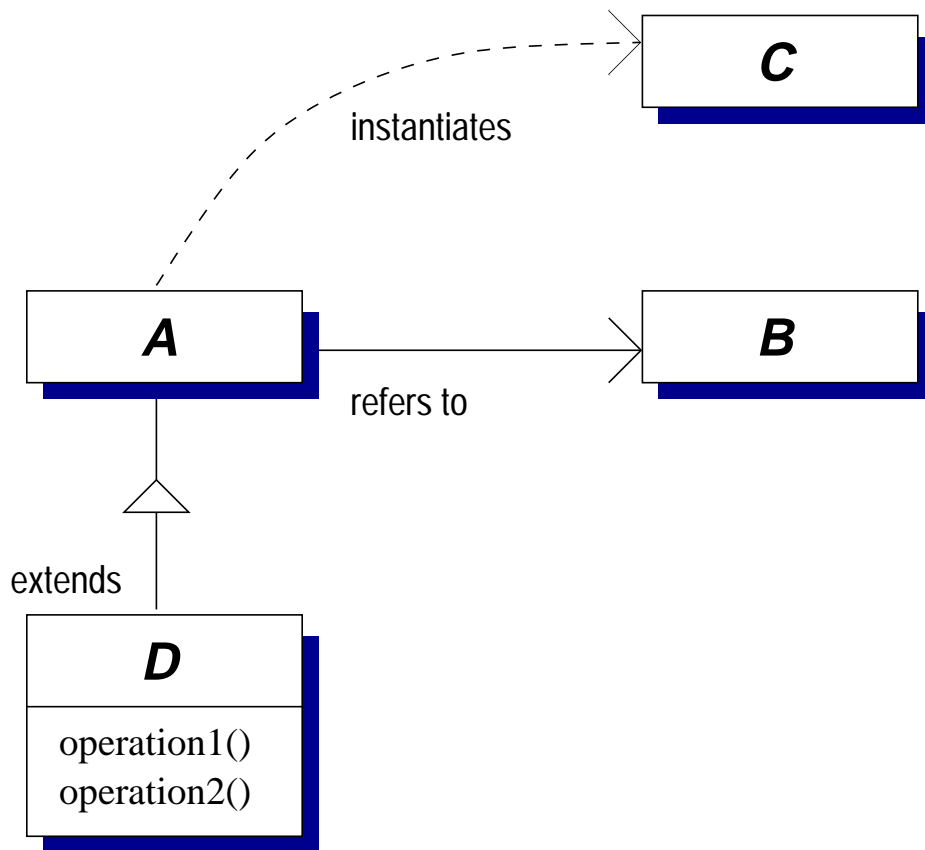 C
instantiates
A
B
refers to
extends
D
operation1()
operation2()